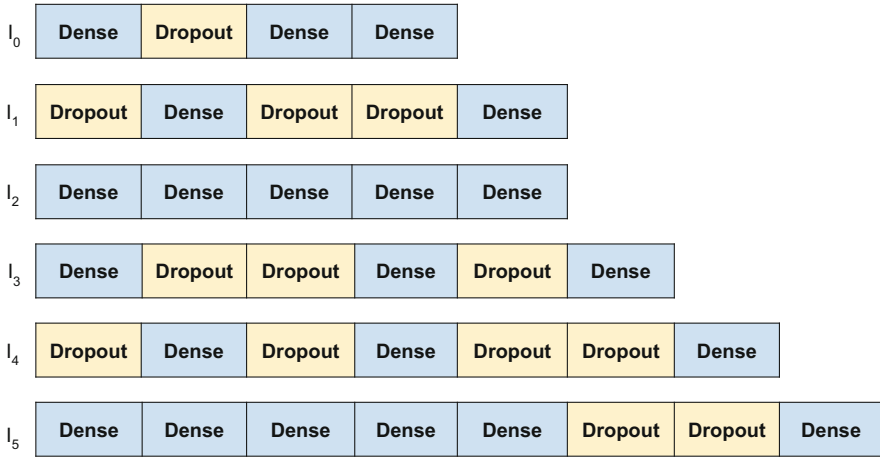 I0 Dense Dropout Dense Dense
I1 Dropout Dense Dropout Dropout Dense
I2 Dense Dense Dense Dense Dense
I3 Dense Dropout Dropout Dense Dropout Dense
I4 Dropout Dense Dropout Dense Dropout Dropout Dense
I5 Dense Dense Dense Dense Dense Dropout Dropout Dense